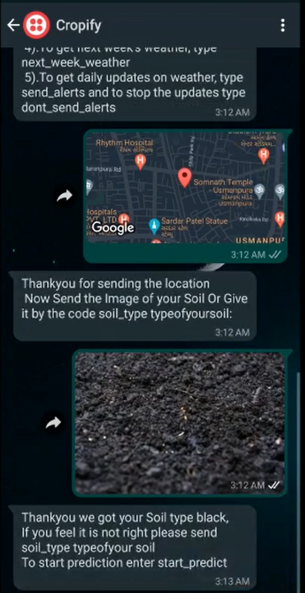 Cropify
4).To get next week's weather, type
next_week_weather
5).To get daily updates on weather, type
send_alerts and to stop the updates type
dont_send_alerts
3:12 AM
Rhythm Hospital
Somnath Temple
- Usmanpura
Usmanpura
Sardar Patel Statue
Google
USMANPU
3:12 AM
Thankyou for sending the location
Now Send the Image of your Soil Or Give
it by the code soil_type typeofyoursoil:
3:12 AM
3:12 AM
Thankyou we got your Soil type black,
If you feel it is not right please send
soil_type typeofyour soil
To start prediction enter start_predict
3:13 AM